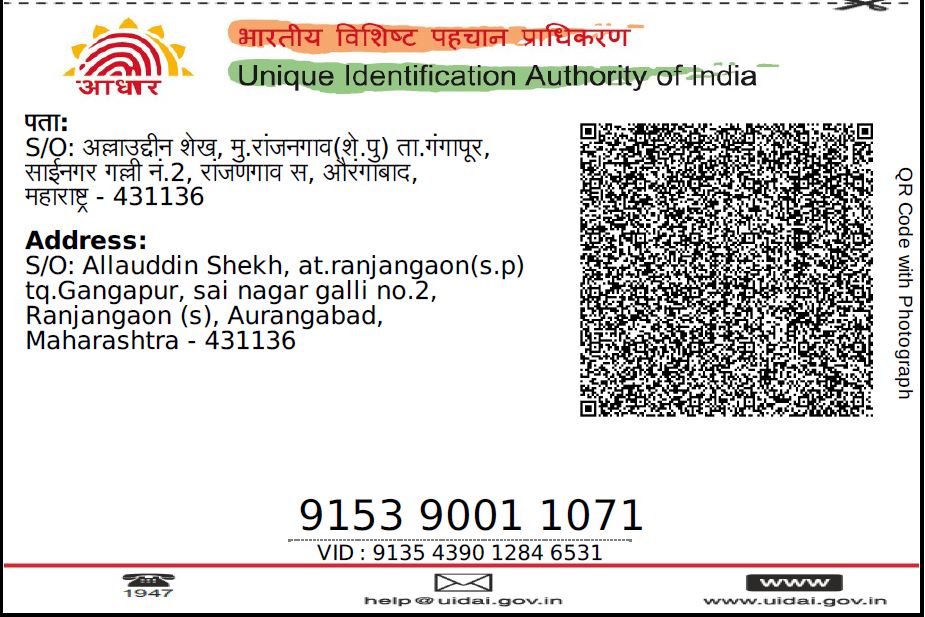 भारतीय विशिष्ट पहचान प्राधिकरण
Unique Identification Authority of India
आधार
पता:
S/O: अल्लाउद्दीन शेख, मु.रांजनगाव(शे.पु) ता.गंगापूर,
साईनगर गल्ली नं.2, रांजणगाव स, औरंगाबाद,
महाराष्ट्र - 431136
Address:
S/O: Allauddin Shekh, at.ranjangaon(s.p)
tq.Gangapur, sai nagar galli no.2,
Ranjangaon (s), Aurangabad,
Maharashtra - 431136
QR Code with Photograph
9153 9001 1071
VID : 9135 4390 1284 6531
1947
help@uidai.gov.in
www
www.uidai.gov.in